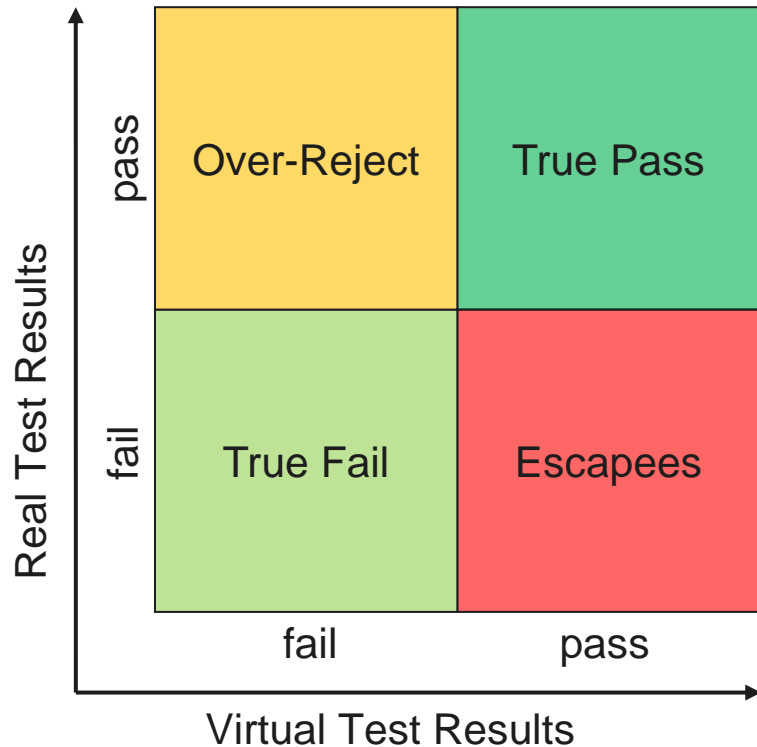 Real Test Results
pass
fail
Over-Reject
True Pass
True Fail
Escapees
fail
pass
Virtual Test Results